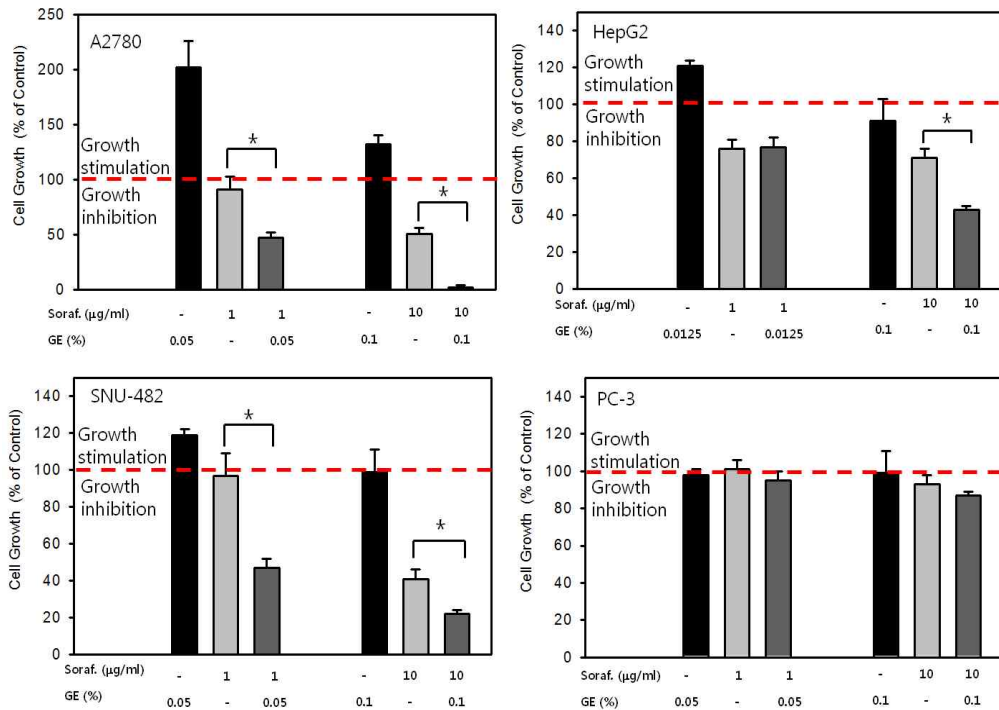 A2780
Cell Growth (% of Control)
250
200
150
100
50
0
Growth
stimulation
Growth
inhibition
*
*
Soraf. (μg/ml) - 1 1 - 10 10
GE (%) 0.05 - 0.05 0.1 - 0.1
HepG2
Cell Growth (% of Control)
140
120
100
80
60
40
20
0
Growth
stimulation
Growth
inhibition
*
Soraf. (μg/ml) - 1 1 - 10 10
GE (%) 0.0125 - 0.0125 0.1 - 0.1
SNU-482
Cell Growth (% of Control)
140
120
100
80
60
40
20
0
Growth
stimulation
Growth
inhibition
*
*
Soraf. (μg/ml) - 1 1 - 10 10
GE (%) 0.05 - 0.05 0.1 - 0.1
PC-3
Cell Growth (% of Control)
140
120
100
80
60
40
20
0
Growth
stimulation
Growth
inhibition
Soraf. (μg/ml) - 1 1 - 10 10
GE (%) 0.05 - 0.05 0.1 - 0.1